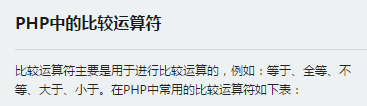 PHP中的比较运算符
比较运算符主要是用于进行比较运算的，例如：等于、全等、不
等、大于、小于。在PHP中常用的比较运算符如下表：